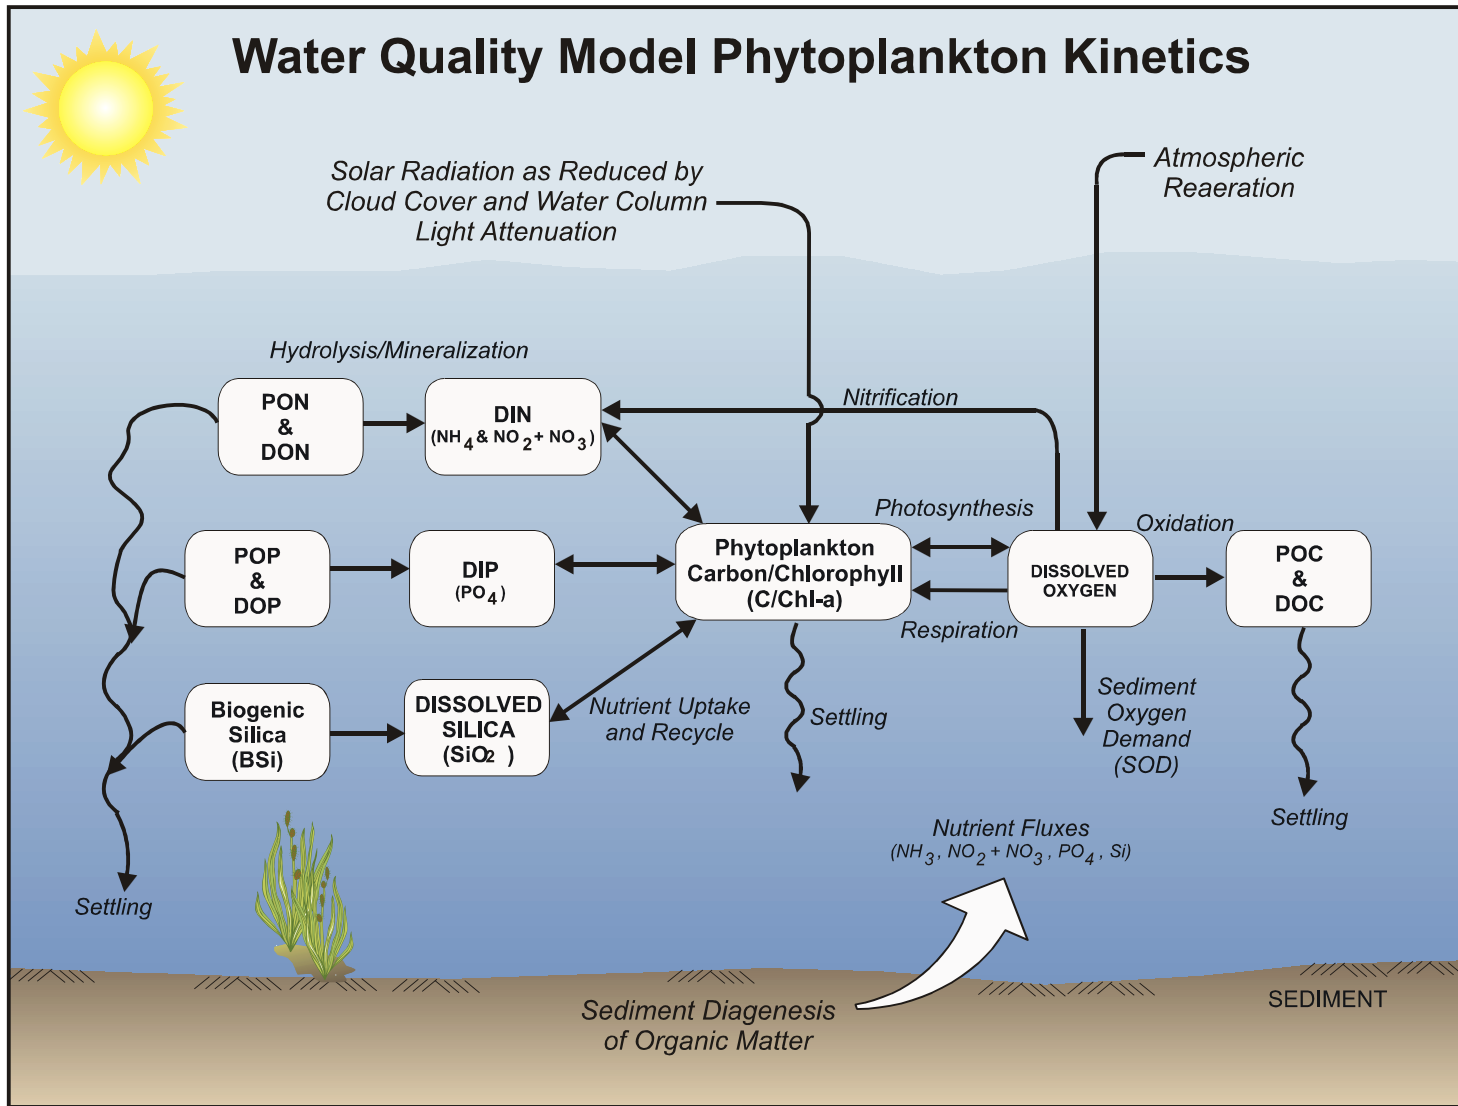 Water Quality Model Phytoplankton Kinetics
Solar Radiation as Reduced by
Cloud Cover and Water Column
Light Attenuation
Atmospheric
Reaeration
Hydrolysis/Mineralization
PON
&
DON
DIN
(NH4 & NO2 + NO3)
Nitrification
POP
&
DOP
DIP
(PO4)
Phytoplankton
Carbon/Chlorophyll
(C/Chl-a)
Photosynthesis
Respiration
DISSOLVED
OXYGEN
Oxidation
POC
&
DOC
Biogenic
Silica
(BSi)
DISSOLVED
SILICA
(SiO2)
Nutrient Uptake
and Recycle
Settling
Sediment
Oxygen
Demand
(SOD)
Settling
Nutrient Fluxes
(NH3, NO2 + NO3, PO4, Si)
Settling
SEDIMENT
Sediment Diagenesis
of Organic Matter